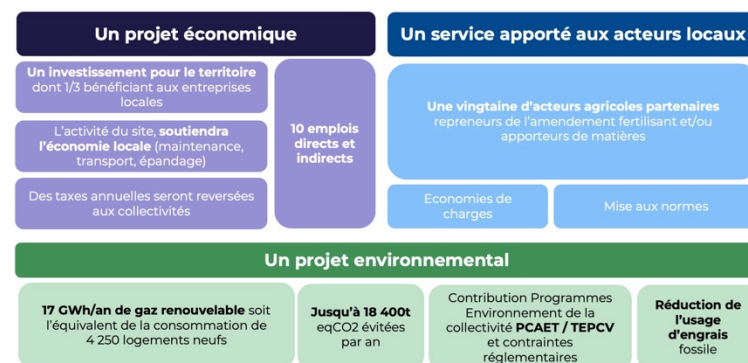 Un projet économique
Un investissement pour le territoire
dont 1/3 bénéficiant aux entreprises
locales
L'activité du site, soutiendra
l'économie locale (maintenance,
transport, épandage)
Des taxes annuelles seront reversées
aux collectivités
10 emplois
directs et
indirects
Un service apporté aux acteurs locaux
Une vingtaine d'acteurs agricoles partenaires
repreneurs de l'amendement fertilisant et/ou
apporteurs de matières
Economies de
charges
Mise aux normes
Un projet environnemental
17 GWh/an de gaz renouvelable soit
l'équivalent de la consommation de
4 250 logements neufs
Jusqu'à 18 400t
eqCO2 évitées
par an
Contribution Programmes
Environnement de la
collectivité PCAET / TEPCV
et contraintes
réglementaires
Réduction de
l'usage
d'engrais
fossile